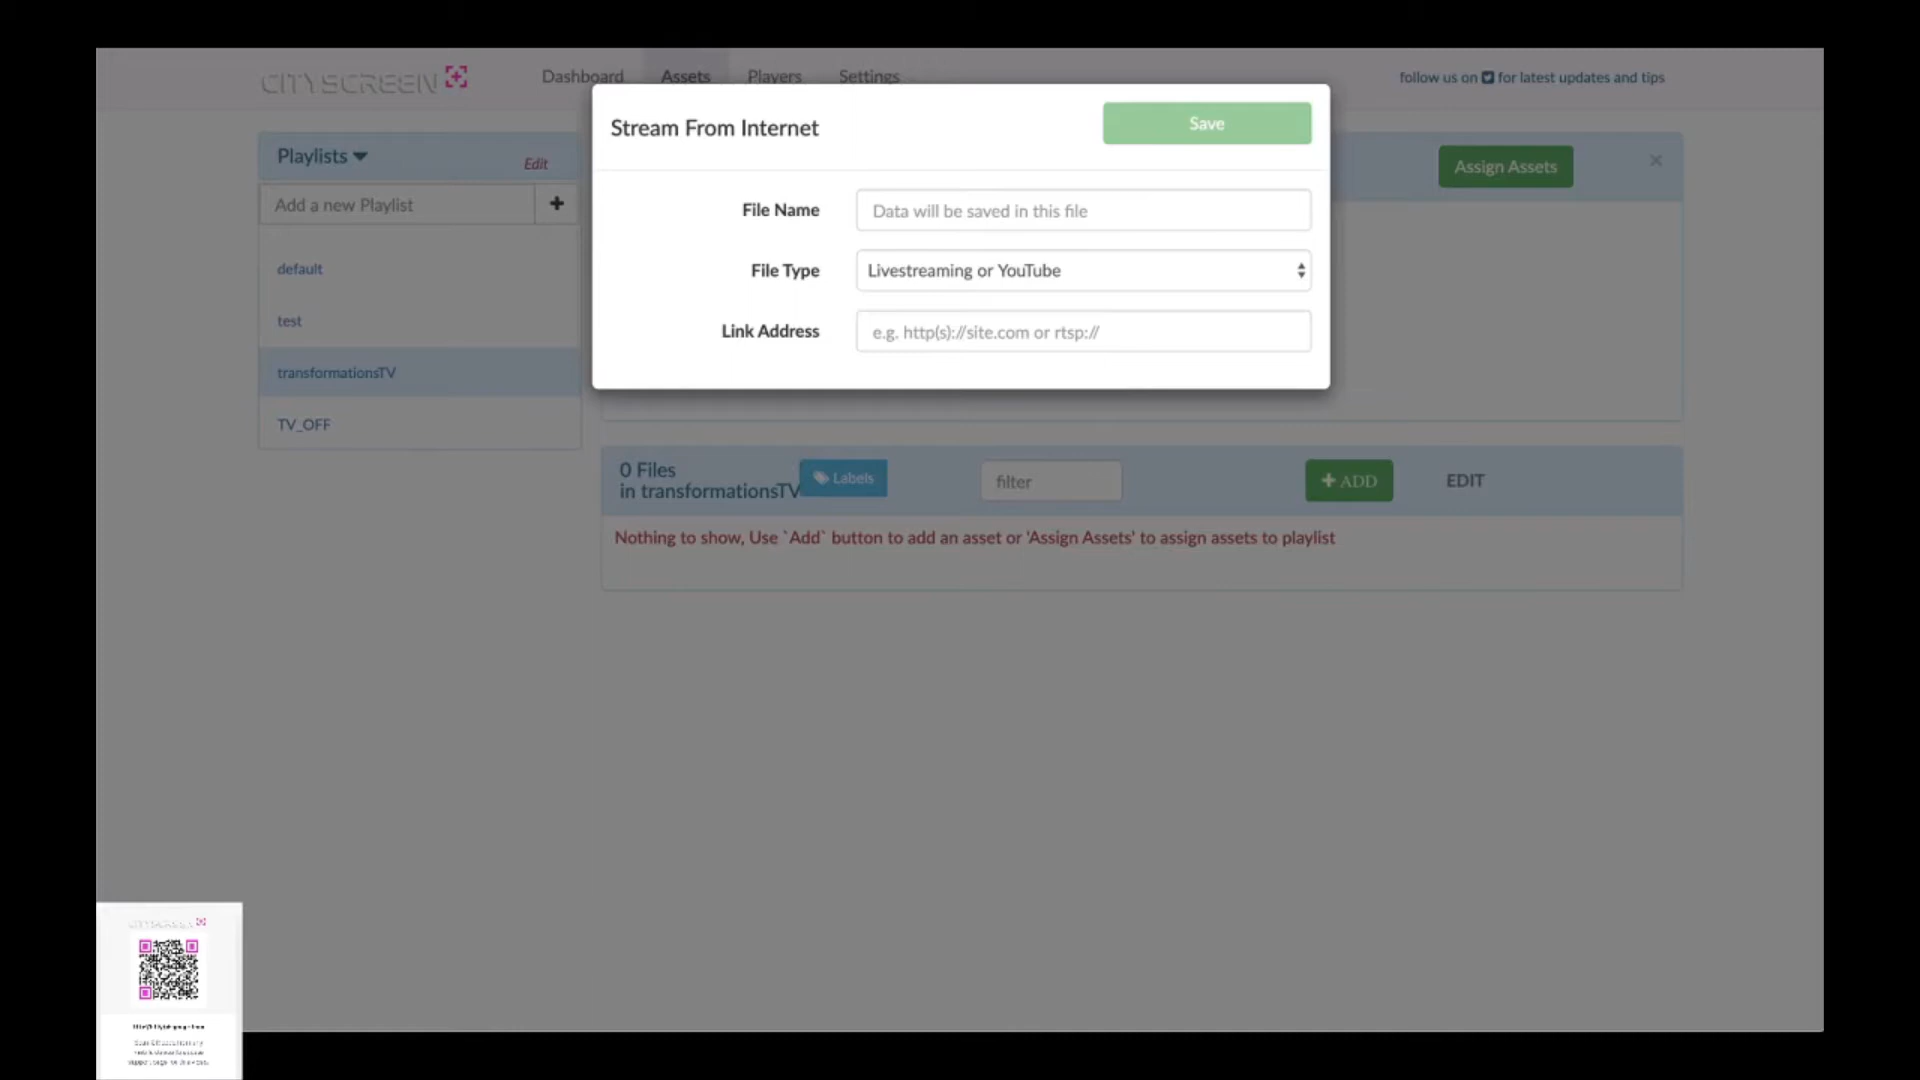 CITYSCREEN
Dashboard
Assets
Players
Settings
follow us on for latest updates and tips
Stream From Internet
Save
Playlists
Edit
Assign Assets
×
Add a new Playlist
+
File Name
Data will be saved in this file
default
File Type
Livestreaming or YouTube
test
Link Address
e.g. http(s)://site.com or rtsp://
transformationsTV
TV_OFF
0 Files
in transformationsTV
Labels
filter
+ ADD
EDIT
Nothing to show, Use `Add` button to add an asset or 'Assign Assets' to assign assets to playlist
CITYSCREEN